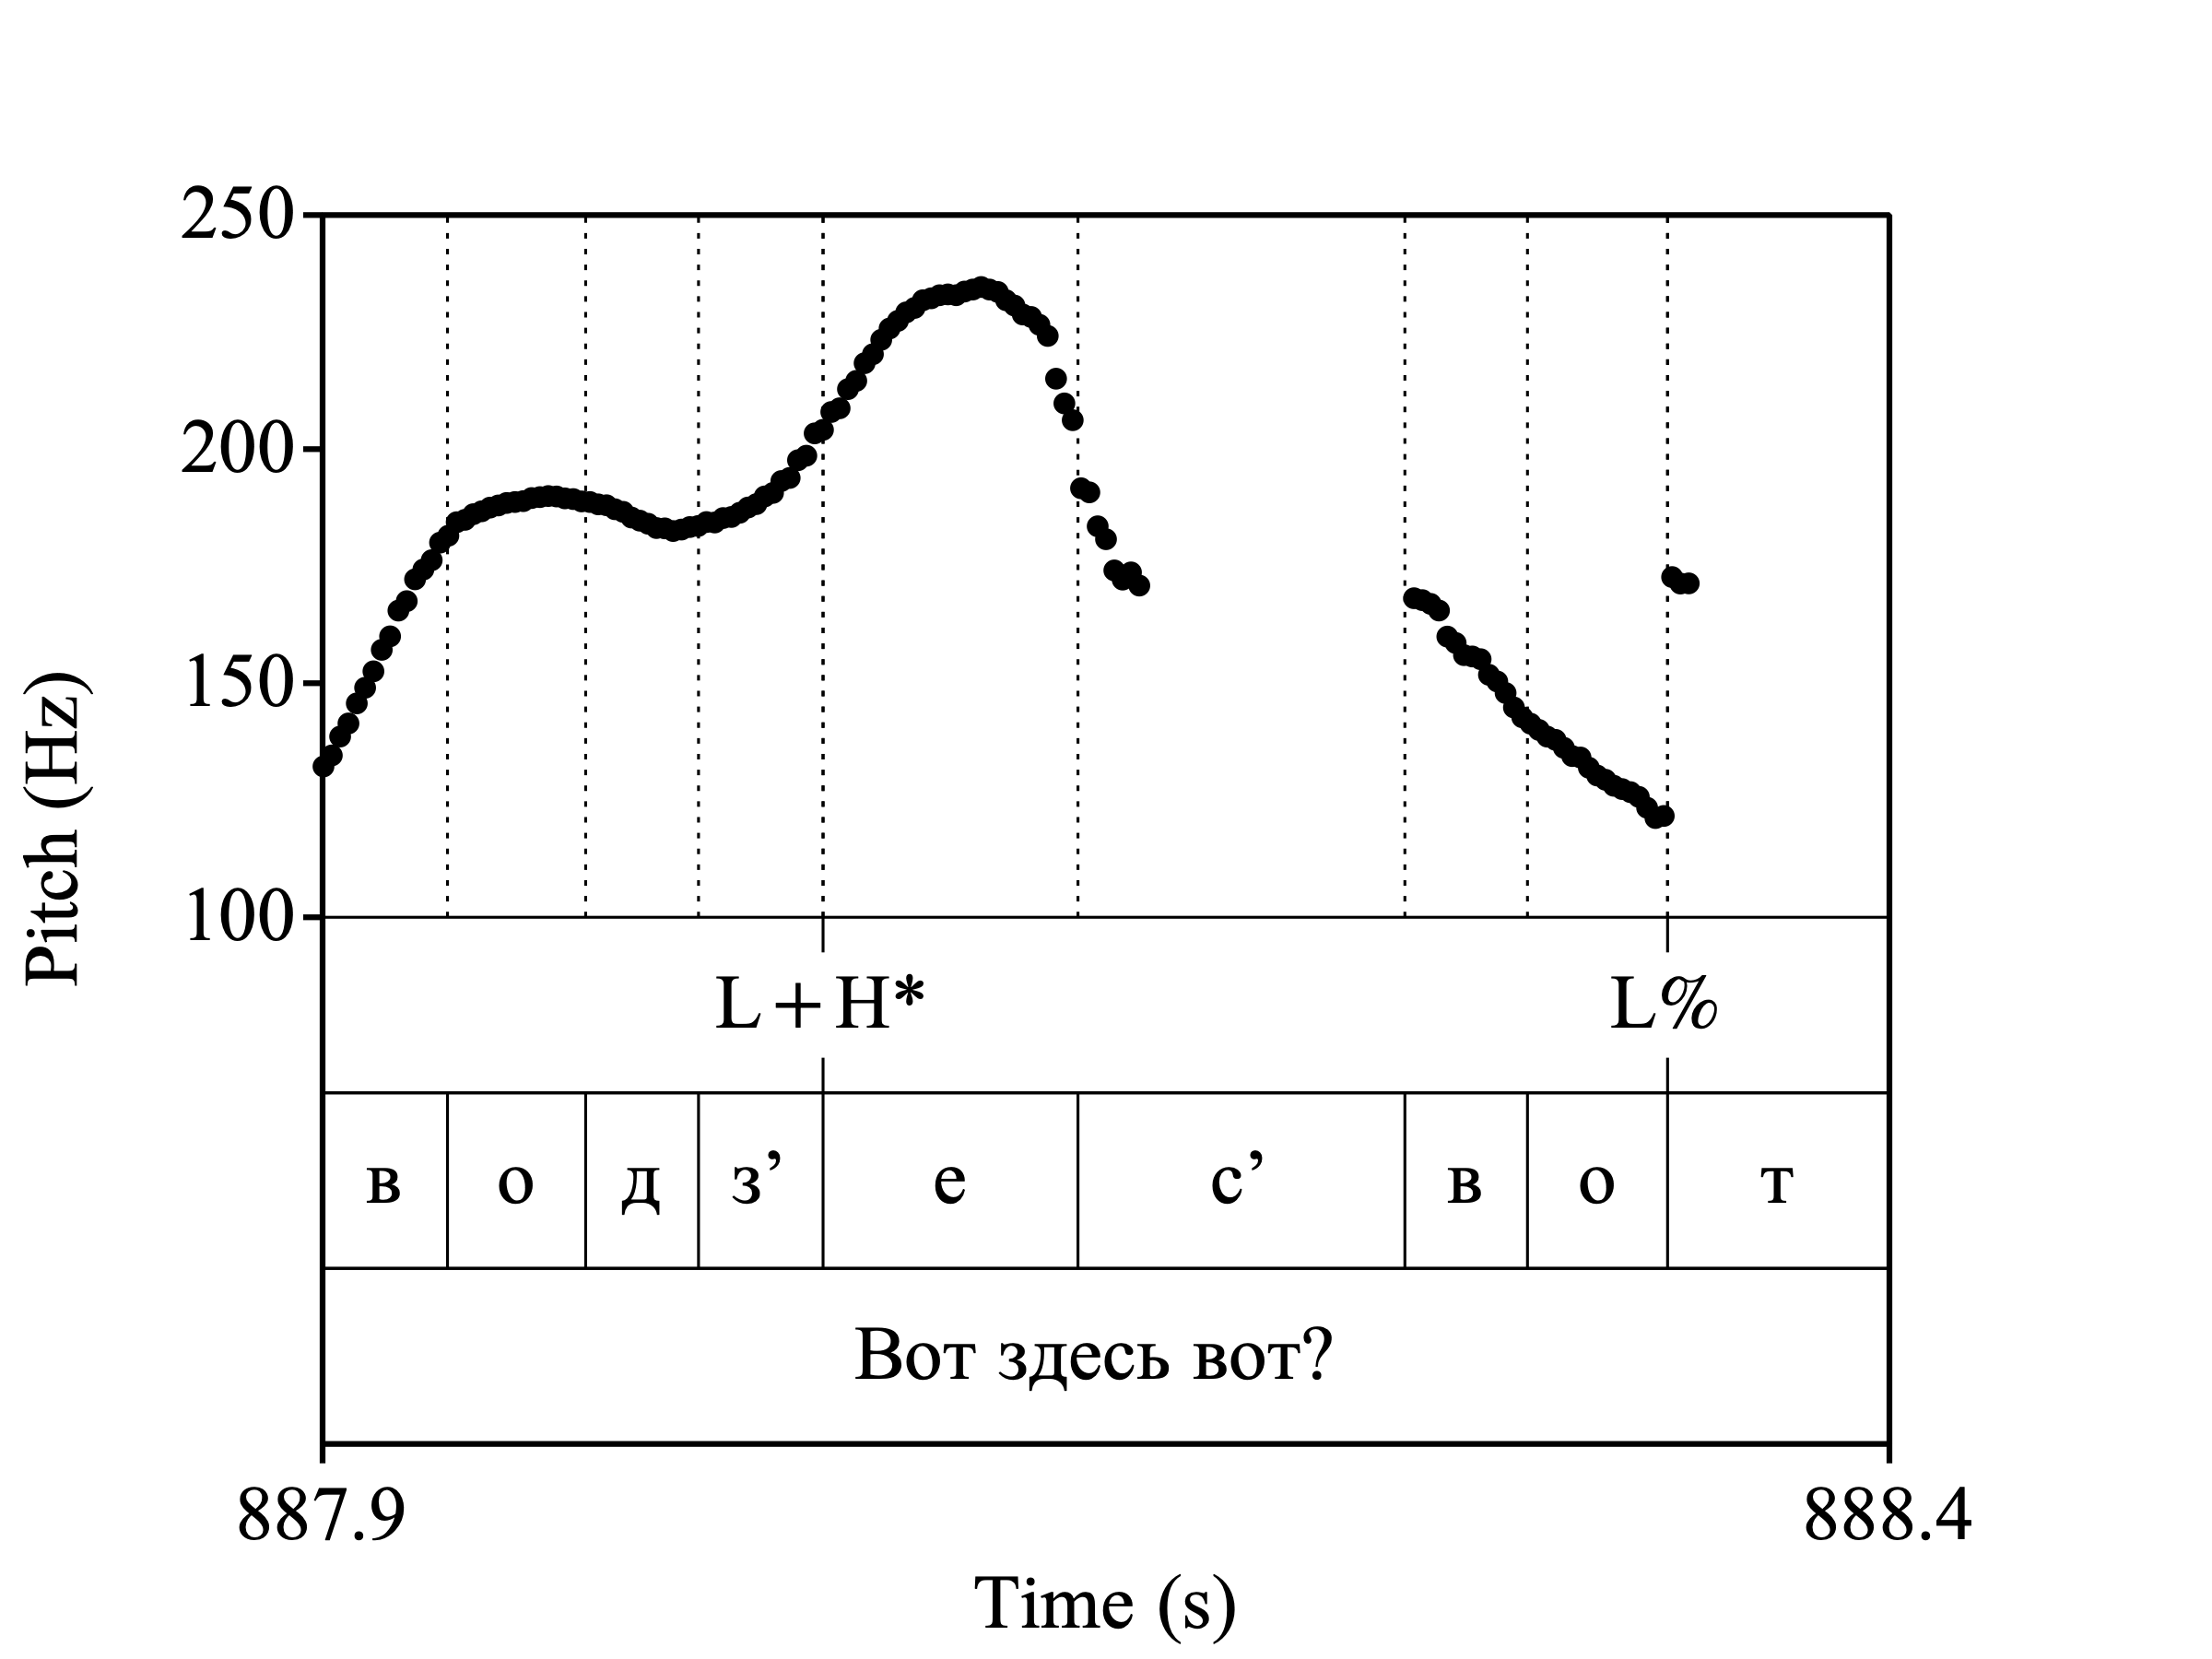 250
200
150
100
Pitch (Hz)
L+H* L%
в о д з’ е с’ в о т
Вот здесь вот?
887.9 888.4
Time (s)